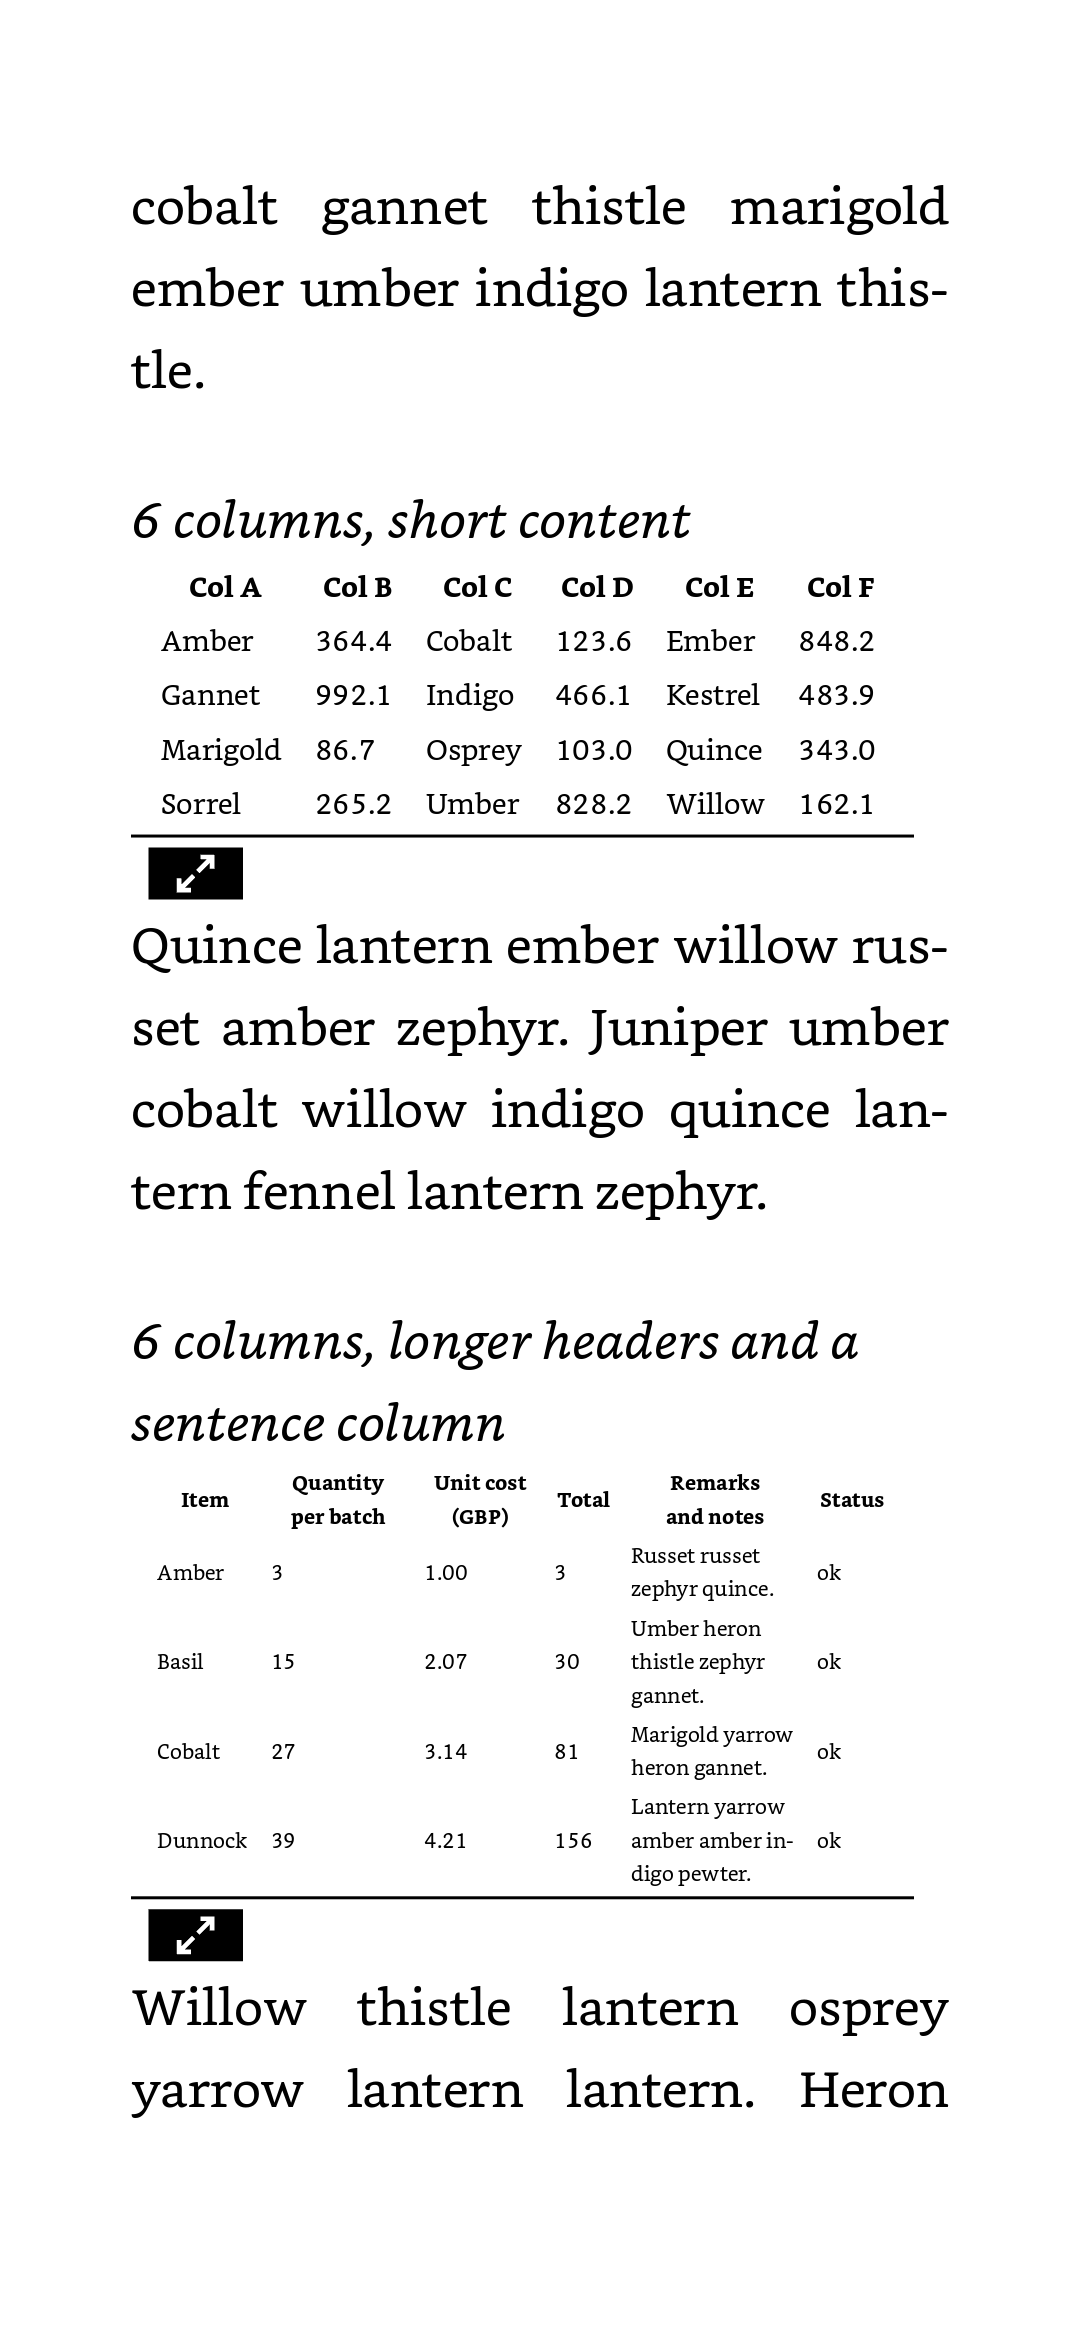 cobalt gannet thistle marigold
ember umber indigo lantern this-
tle.
6 columns, short content
Col A Col B Col C Col D Col E Col F
Amber 364.4 Cobalt 123.6 Ember 848.2
Gannet 992.1 Indigo 466.1 Kestrel 483.9
Marigold 86.7 Osprey 103.0 Quince 343.0
Sorrel 265.2 Umber 828.2 Willow 162.1
Quince lantern ember willow rus-
set amber zephyr. Juniper umber
cobalt willow indigo quince lan-
tern fennel lantern zephyr.
6 columns, longer headers and a
sentence column
Item Quantity per batch Unit cost (GBP) Total Remarks and notes Status
Amber 3 1.00 3 Russet russet zephyr quince. ok
Basil 15 2.07 30 Umber heron thistle zephyr gannet. ok
Cobalt 27 3.14 81 Marigold yarrow heron gannet. ok
Dunnock 39 4.21 156 Lantern yarrow amber amber in-digo pewter. ok
Willow thistle lantern osprey
yarrow lantern lantern. Heron